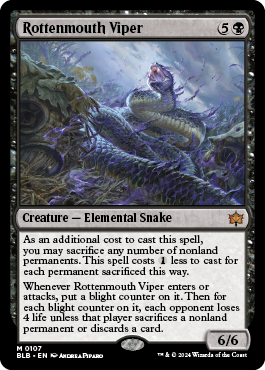 Rottenmouth Viper 5
Creature — Elemental Snake
As an additional cost to cast this spell,
you may sacrifice any number of nonland
permanents. This spell costs 1 less to cast for
each permanent sacrificed this way.
Whenever Rottenmouth Viper enters or
attacks, put a blight counter on it. Then for
each blight counter on it, each opponent loses
4 life unless that player sacrifices a nonland
permanent or discards a card.
6/6
M 0107
BLB • EN Andrea Piparo
™ & © 2024 Wizards of the Coast